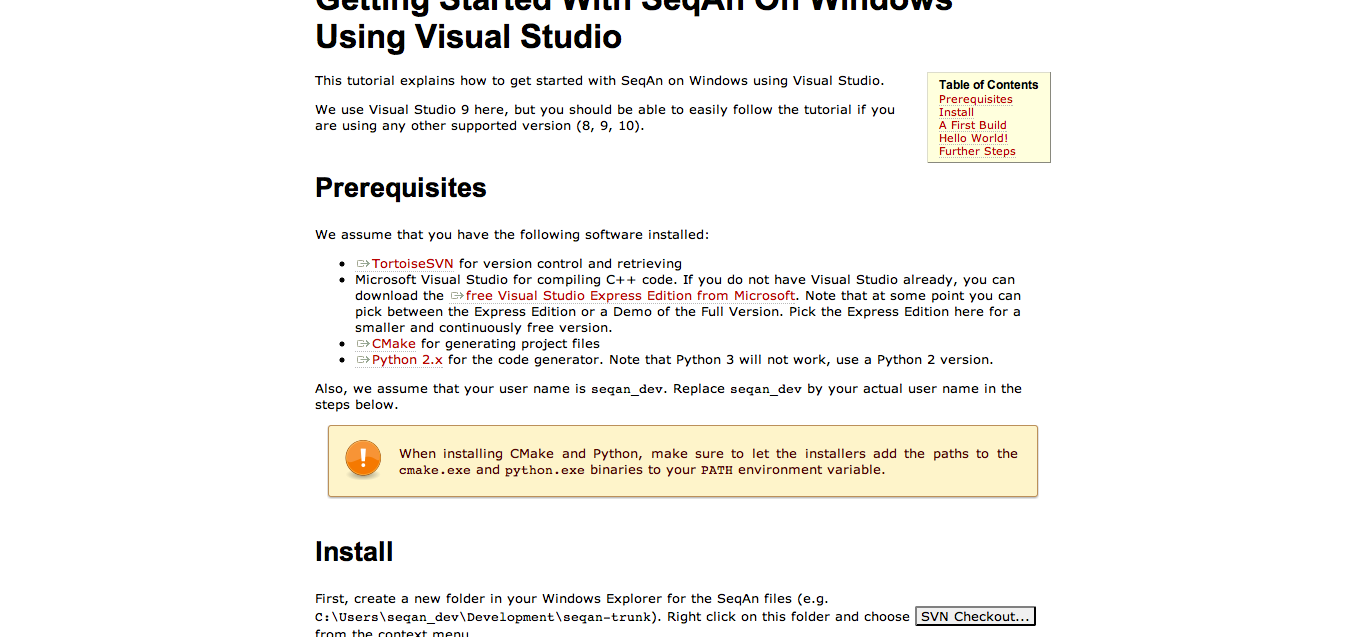 Getting Started With SeqAn On Windows
Using Visual Studio
This tutorial explains how to get started with SeqAn on Windows using Visual Studio.
We use Visual Studio 9 here, but you should be able to easily follow the tutorial if you
are using any other supported version (8, 9, 10).
Table of Contents
Prerequisites
Install
A First Build
Hello World!
Further Steps
Prerequisites
We assume that you have the following software installed:
• TortoiseSVN for version control and retrieving
• Microsoft Visual Studio for compiling C++ code. If you do not have Visual Studio already, you can
download the free Visual Studio Express Edition from Microsoft. Note that at some point you can
pick between the Express Edition or a Demo of the Full Version. Pick the Express Edition here for a
smaller and continuously free version.
• CMake for generating project files
• Python 2.x for the code generator. Note that Python 3 will not work, use a Python 2 version.
Also, we assume that your user name is seqan_dev. Replace seqan_dev by your actual user name in the
steps below.
When installing CMake and Python, make sure to let the installers add the paths to the
cmake.exe and python.exe binaries to your PATH environment variable.
Install
First, create a new folder in your Windows Explorer for the SeqAn files (e.g.
C:\Users\seqan_dev\Development\seqan-trunk). Right click on this folder and choose SVN Checkout...
from the context menu